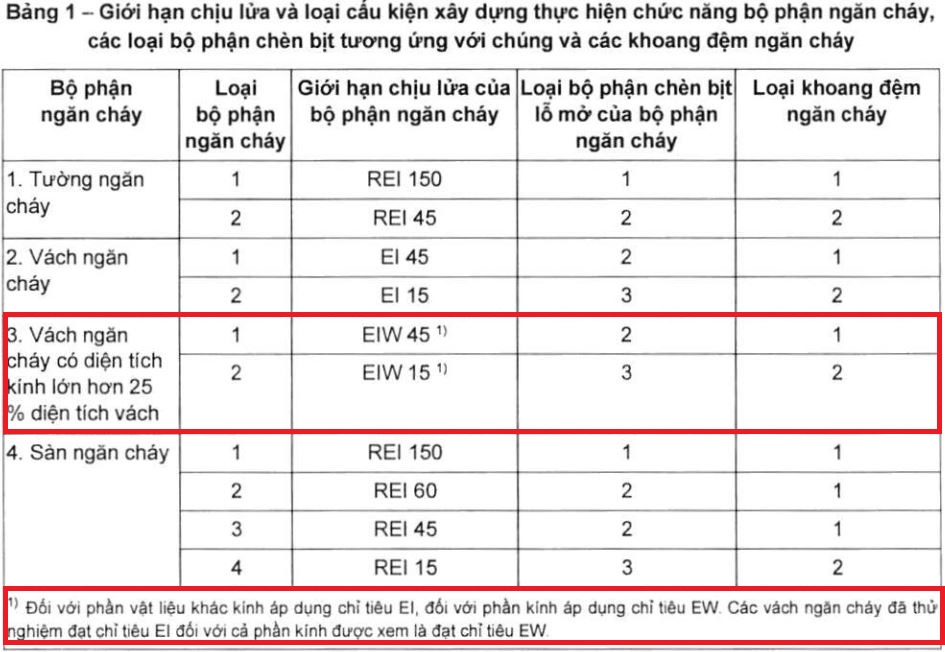 Bảng 1 – Giới hạn chịu lửa và loại cấu kiện xây dựng thực hiện chức năng bộ phận ngăn cháy,
các loại bộ phận chèn bịt tương ứng với chúng và các khoang đệm ngăn cháy
Bộ phận ngăn cháy | Loại bộ phận ngăn cháy | Giới hạn chịu lửa của bộ phận ngăn cháy | Loại bộ phận chèn bịt lỗ mở của bộ phận ngăn cháy | Loại khoang đệm ngăn cháy
1. Tường ngăn cháy | 1 | REI 150 | 1 | 1
2 | REI 45 | 2 | 2
2. Vách ngăn cháy | 1 | EI 45 | 2 | 1
2 | EI 15 | 3 | 2
3. Vách ngăn cháy có diện tích kính lớn hơn 25 % diện tích vách | 1 | EIW 45 ¹⁾ | 2 | 1
2 | EIW 15 ¹⁾ | 3 | 2
4. Sàn ngăn cháy | 1 | REI 150 | 1 | 1
2 | REI 60 | 2 | 1
3 | REI 45 | 2 | 1
4 | REI 15 | 3 | 2
¹⁾ Đối với phần vật liệu khác kính áp dụng chỉ tiêu EI, đối với phần kính áp dụng chỉ tiêu EW. Các vách ngăn cháy đã thử
nghiệm đạt chỉ tiêu EI đối với cả phần kính được xem là đạt chỉ tiêu EW.